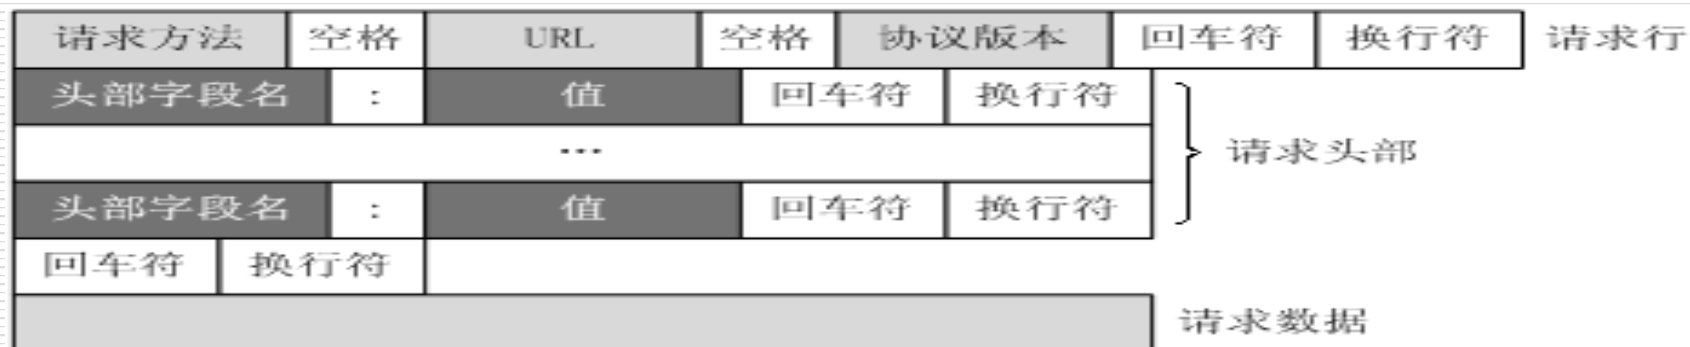 请求方法 空格 URL 空格 协议版本 回车符 换行符 请求行
头部字段名 : 值 回车符 换行符
... 请求头部
头部字段名 : 值 回车符 换行符
回车符 换行符
请求数据